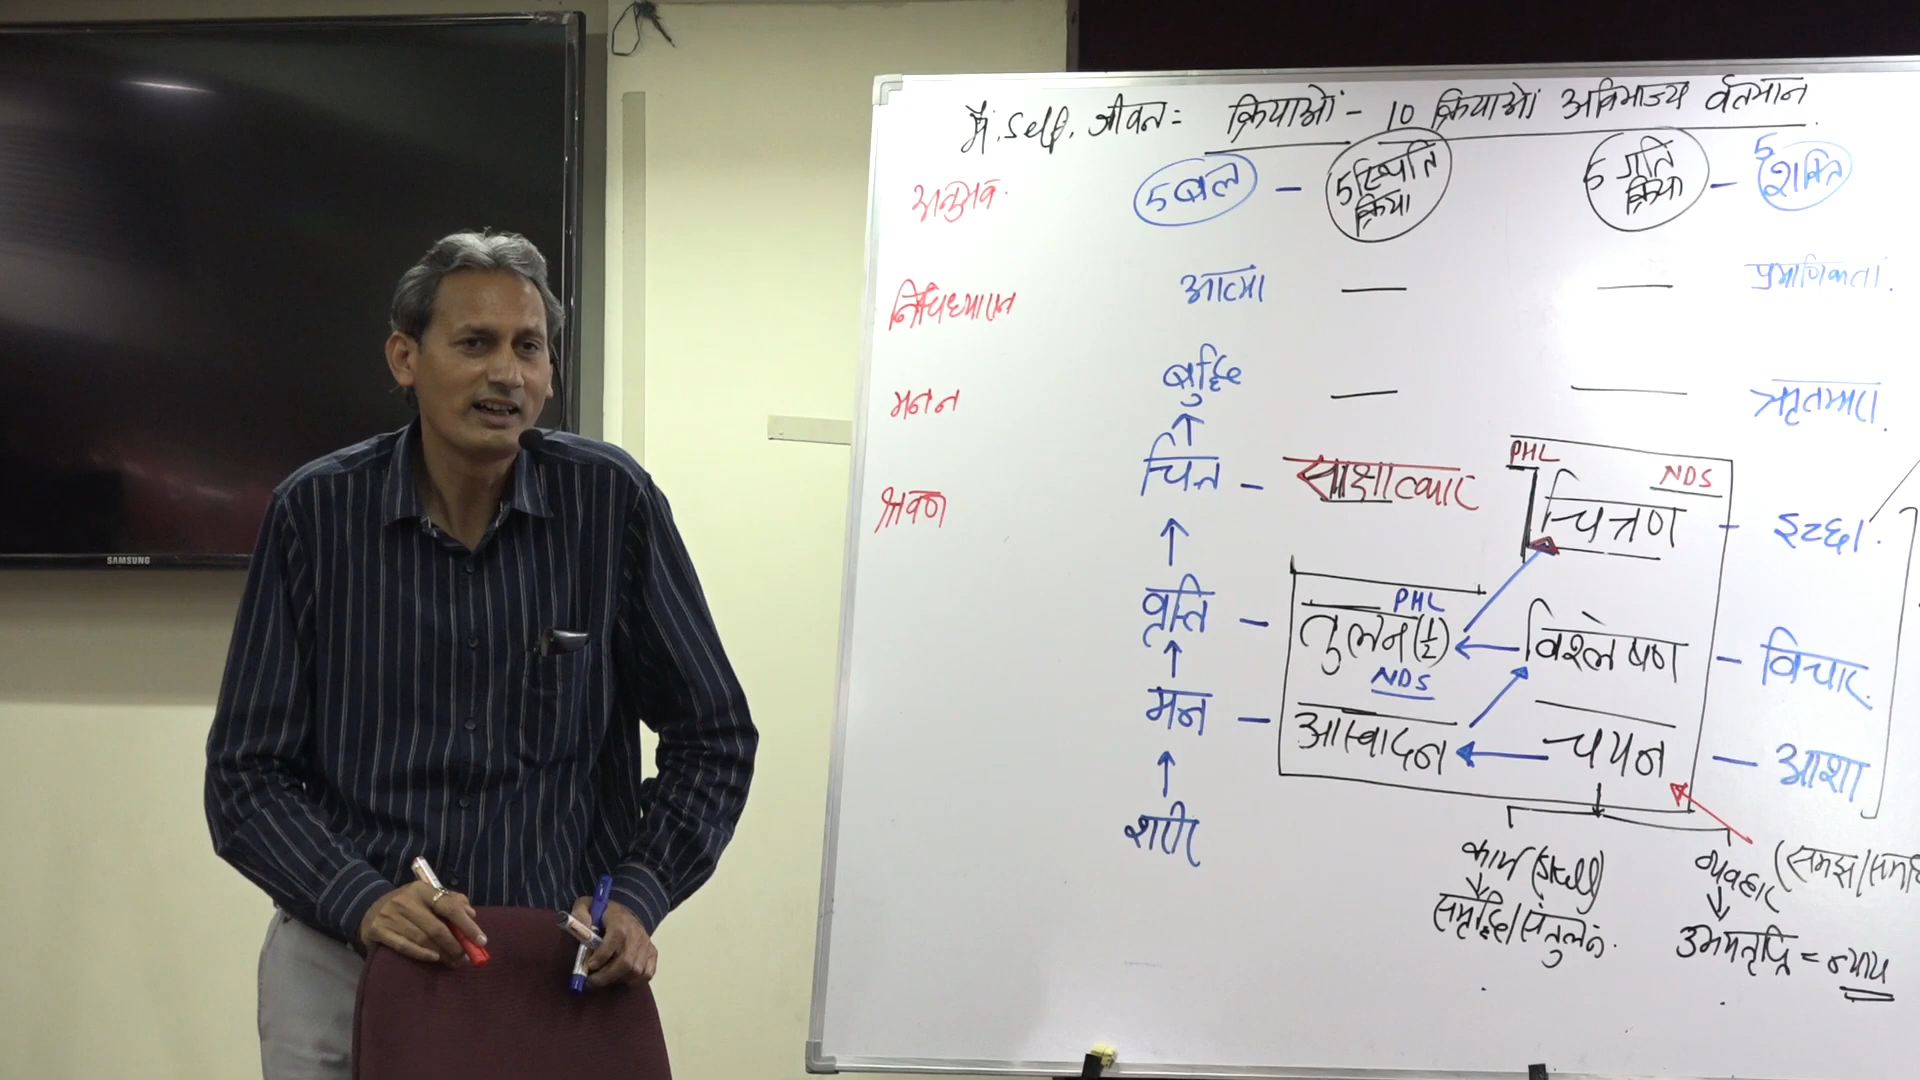 मैं. Self. जीवन = क्रियाओं - 10 क्रियाओं अविभाज्य वर्तमान
अनुभव. 5 बल - 5 स्थिति क्रिया 5 गति क्रिया - 5 शक्ति
आत्मा — — प्रमाणिकता.
निधिध्यासन
बुद्धि — —
मनन
PHL NDS
चित्त - साक्षात्कार चित्रण - इच्छा.
श्रवण
PHL
वृत्ति - तुलन (1/2) विश्लेषण - विचार.
NDS
मन - आस्वादन चयन - आशा
शरीर
कार्य (Skill) व्यवहार (समझ/
समृद्धि/संतुलन. उभयतृप्ति = न्याय
SAMSUNG